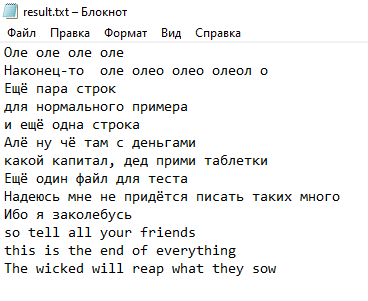 result.txt – Блокнот
Файл Правка Формат Вид Справка
Оле оле оле оле
Наконец-то  оле олео олео олеол о
Ещё пара строк
для нормального примера
и ещё одна строка
Алё ну чё там с деньгами
какой капитал, дед прими таблетки
Ещё один файл для теста
Надеюсь мне не придётся писать таких много
Ибо я заколебусь
so tell all your friends
this is the end of everything
The wicked will reap what they sow